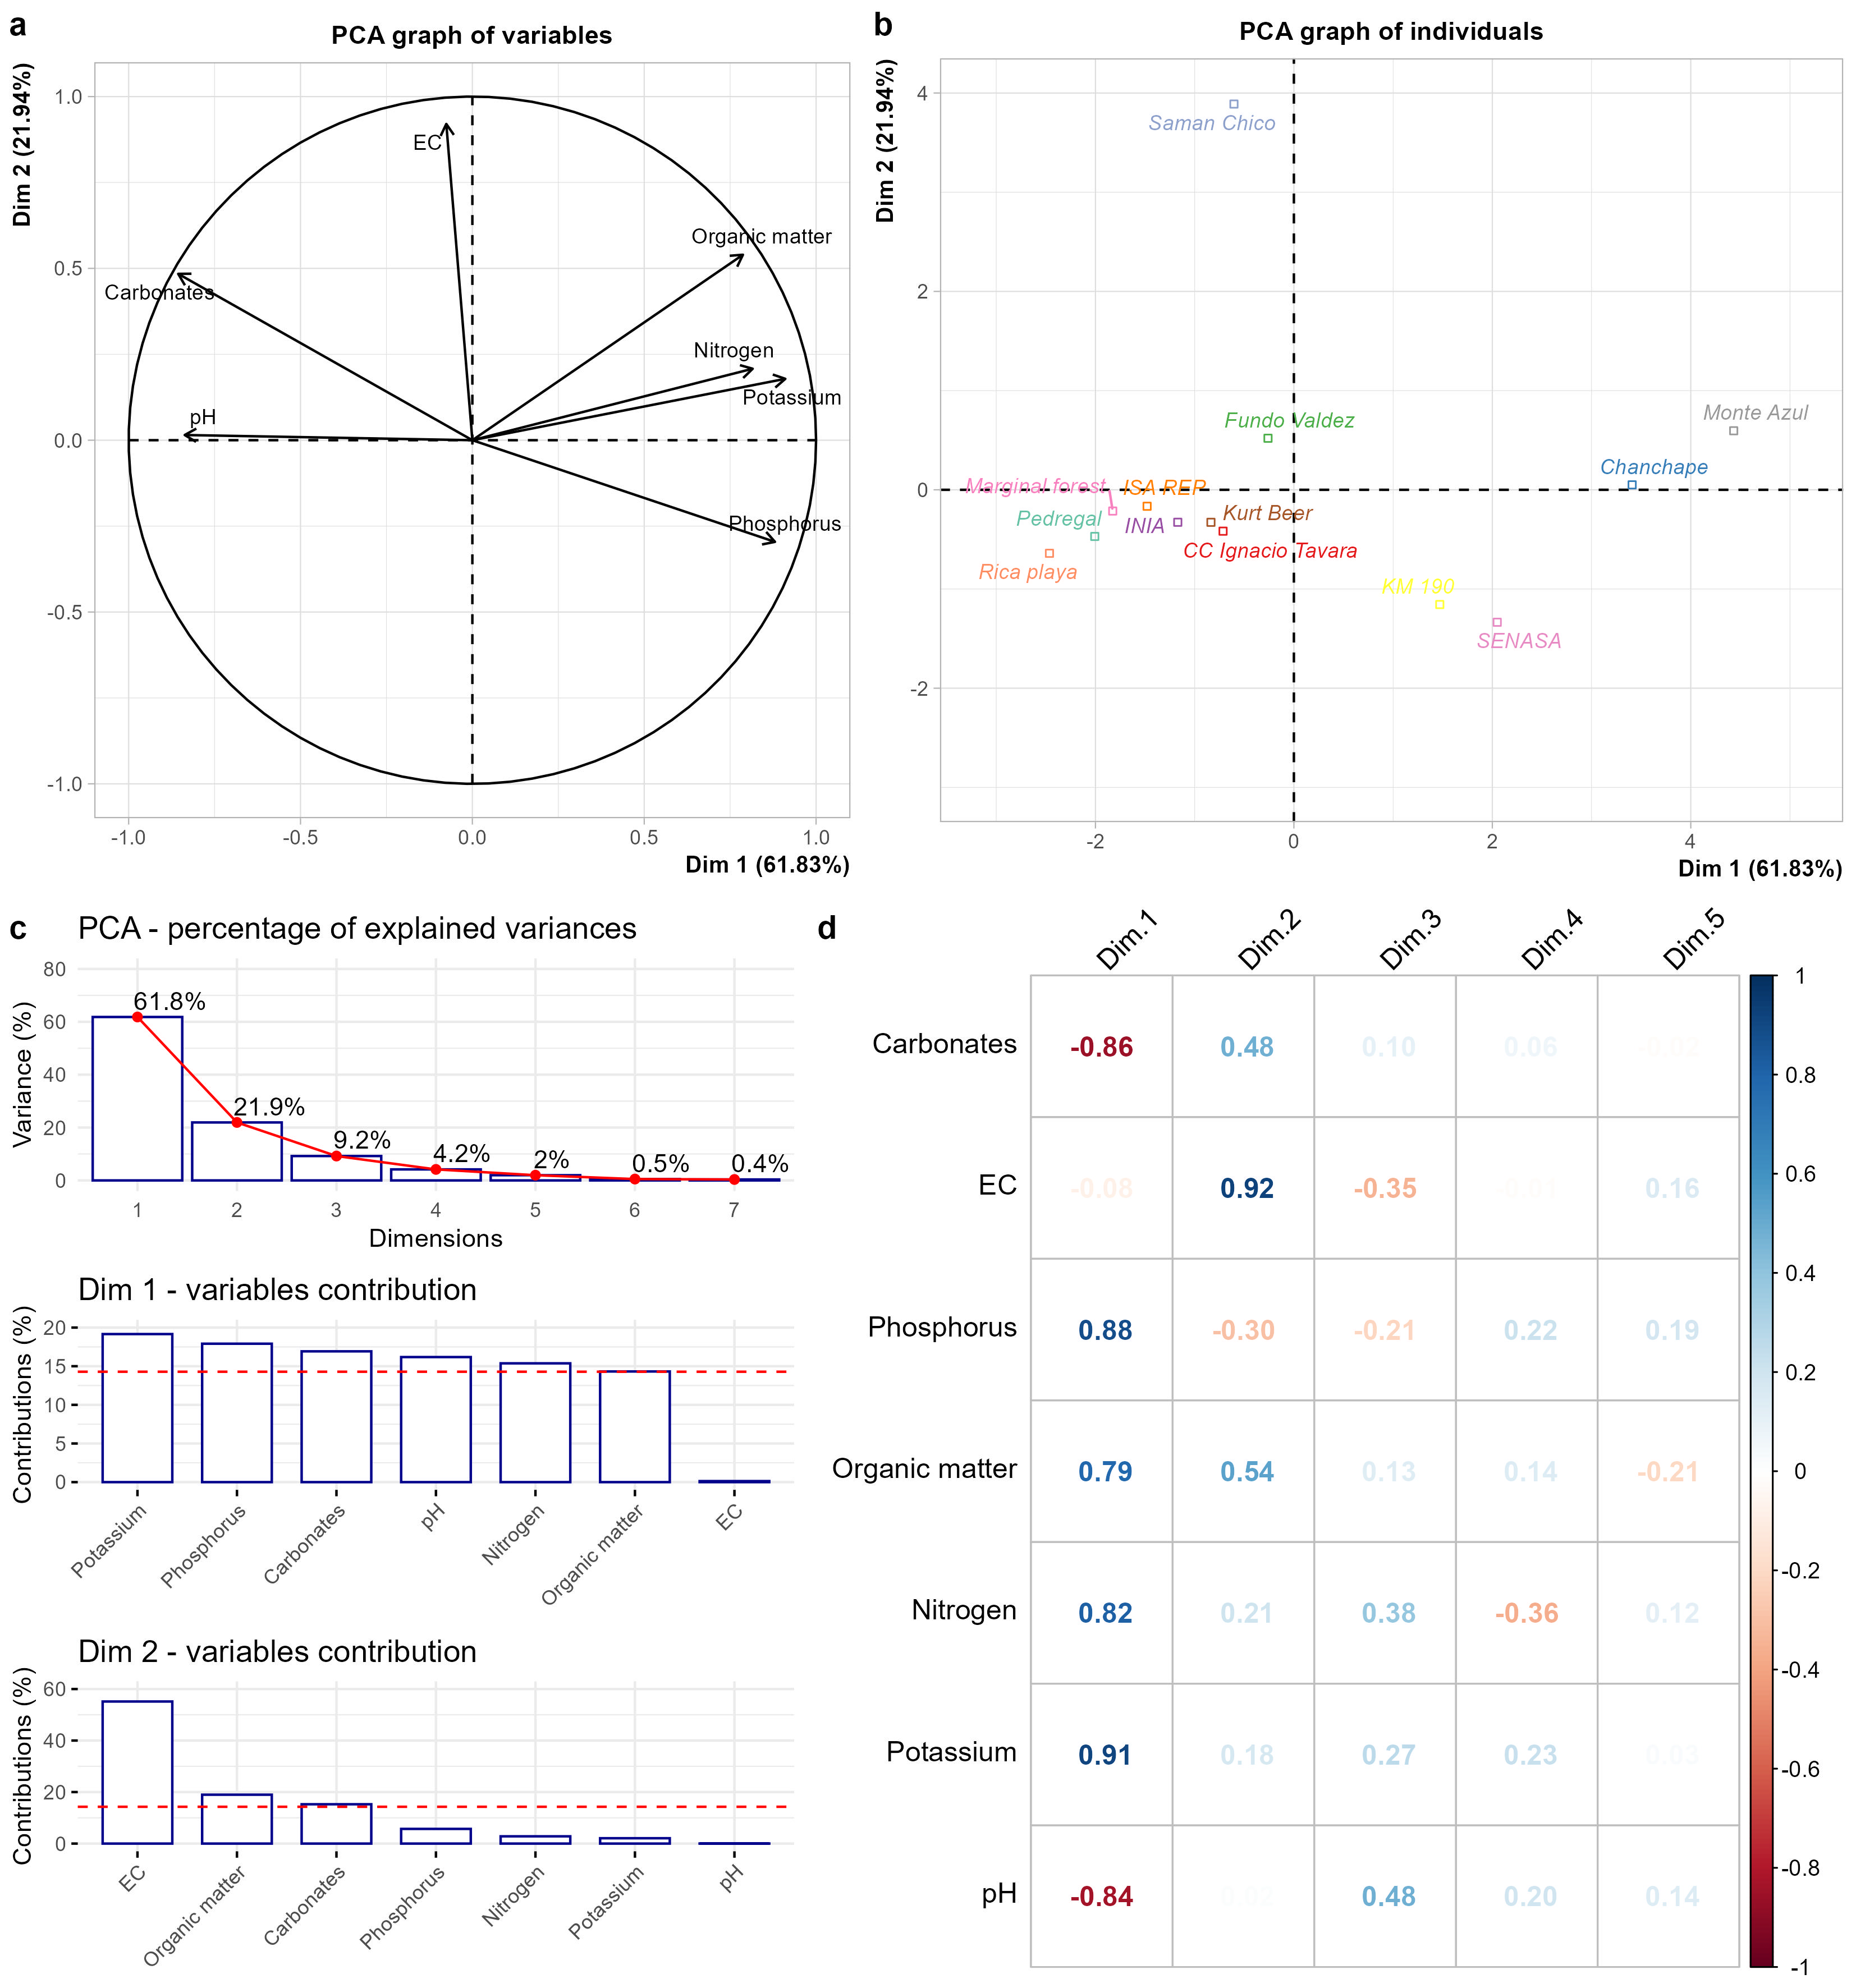 a
PCA graph of variables
Dim 2 (21.94%)
1.0
0.5
0.0
-0.5
-1.0
EC
Organic matter
Carbonates
Nitrogen
Potassium
pH
Phosphorus
-1.0 -0.5 0.0 0.5 1.0
Dim 1 (61.83%)
b
PCA graph of individuals
Dim 2 (21.94%)
4
2
0
-2
Saman Chico
Fundo Valdez
Monte Azul
Chanchape
Marginal forest
ISA REP
Pedregal
INIA
Kurt Beer
CC Ignacio Tavara
Rica playa
KM 190
SENASA
-2 0 2 4
Dim 1 (61.83%)
c
PCA - percentage of explained variances
Variance (%)
80
60
40
20
0
61.8%
21.9%
9.2%
4.2%
2%
0.5%
0.4%
1 2 3 4 5 6 7
Dimensions
Dim 1 - variables contribution
Contributions (%)
20
15
10
5
0
Potassium
Phosphorus
Carbonates
pH
Nitrogen
Organic matter
EC
Dim 2 - variables contribution
Contributions (%)
60
40
20
0
EC
Organic matter
Carbonates
Phosphorus
Nitrogen
Potassium
pH
d
Dim.1 Dim.2 Dim.3 Dim.4 Dim.5
Carbonates -0.86 0.48 0.10 0.06 -0.02
EC -0.08 0.92 -0.35 -0.01 0.16
Phosphorus 0.88 -0.30 -0.21 0.22 0.19
Organic matter 0.79 0.54 0.13 0.14 -0.21
Nitrogen 0.82 0.21 0.38 -0.36 0.12
Potassium 0.91 0.18 0.27 0.23 0.03
pH -0.84 0.02 0.48 0.20 0.14
1
0.8
0.6
0.4
0.2
0
-0.2
-0.4
-0.6
-0.8
-1